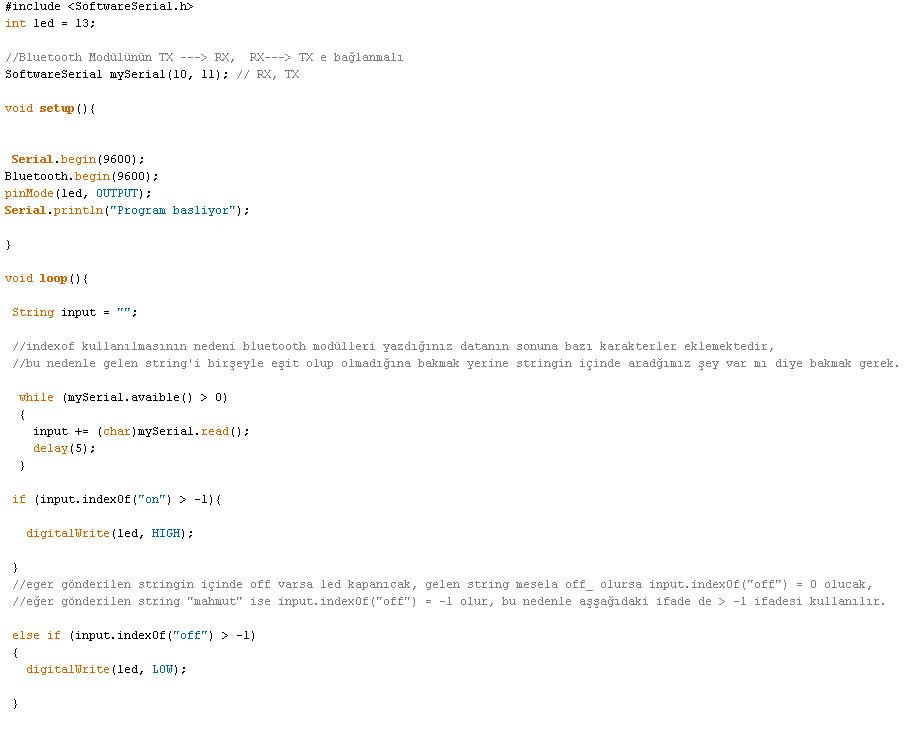 #include <SoftwareSerial.h>
int led = 13;
//Bluetooth Modülünün TX ---> RX,  RX---> TX e bağlanmalı
SoftwareSerial mySerial(10, 11); // RX, TX
void setup(){
Serial.begin(9600);
Bluetooth.begin(9600);
pinMode(led, OUTPUT);
Serial.println("Program basliyor");
}
void loop(){
String input = "";
//indexof kullanılmasının nedeni bluetooth modülleri yazdığınız datanın sonuna bazı karakterler eklemektedir,
//bu nedenle gelen string'i birşeyle eşit olup olmadığına bakmak yerine stringin içinde aradğımız şey var mı diye bakmak gerek.
while (mySerial.avaible() > 0)
{
input += (char)mySerial.read();
delay(5);
}
if (input.indexOf("on") > -1){
digitalWrite(led, HIGH);
}
//eger gönderilen stringin içinde off varsa led kapanıcak, gelen string mesela off_ olursa input.indexOf("off") = 0 olucak,
//eğer gönderilen string "mahmut" ise input.indexOf("off") = -1 olur, bu nedenle aşşağıdaki ifade de > -1 ifadesi kullanılır.
else if (input.indexOf("off") > -1)
{
digitalWrite(led, LOW);
}